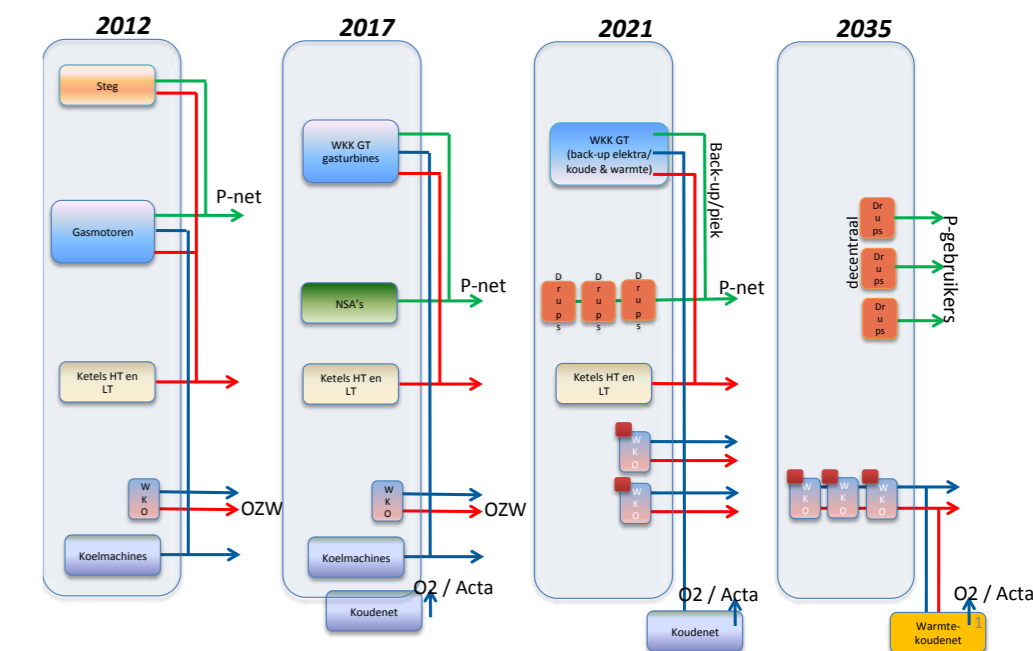 2012
Steg
P-net
Gasmotoren
Ketels HT en
LT
W
K
O
OZW
Koelmachines
2017
WKK GT
gasturbines
P-net
NSA's
Ketels HT en
LT
W
K
O
OZW
Koelmachines
O2 / Acta
Koudenet
2021
WKK GT
(back-up elektra/
koude & warmte)
Back-up/piek
D
r
u
p
s
D
r
u
p
s
D
r
u
p
s
P-net
Ketels HT en
LT
W
K
O
W
K
O
O2 / Acta
Koudenet
2035
decentraal
Dr
u
ps
Dr
u
ps
Dr
u
ps
P-gebruikers
W
K
O
W
K
O
W
K
O
O2 / Acta
Warmte-
koudenet
1